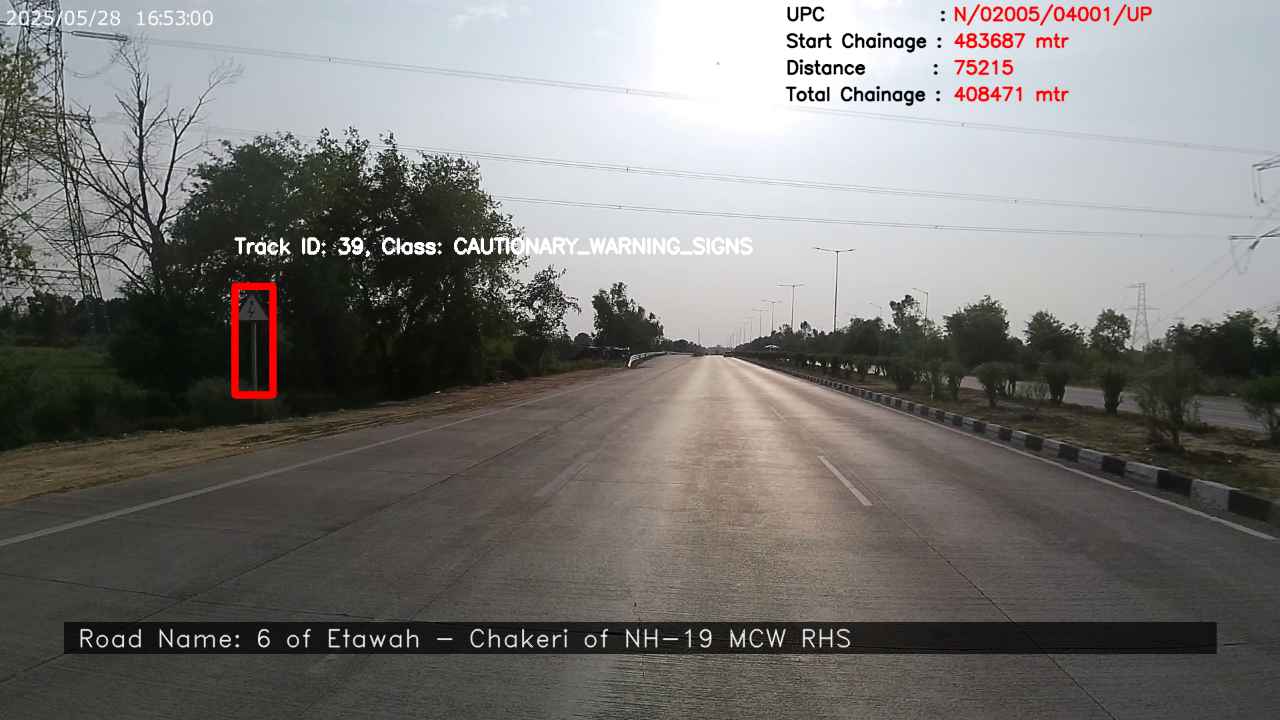 2025/05/28 16:53:00
UPC : N/02005/04001/UP
Start Chainage : 483687 mtr
Distance : 75215
Total Chainage : 408471 mtr
Track ID: 39, Class: CAUTIONARY_WARNING_SIGNS
Road Name: 6 of Etawah - Chakeri of NH-19 MCW RHS